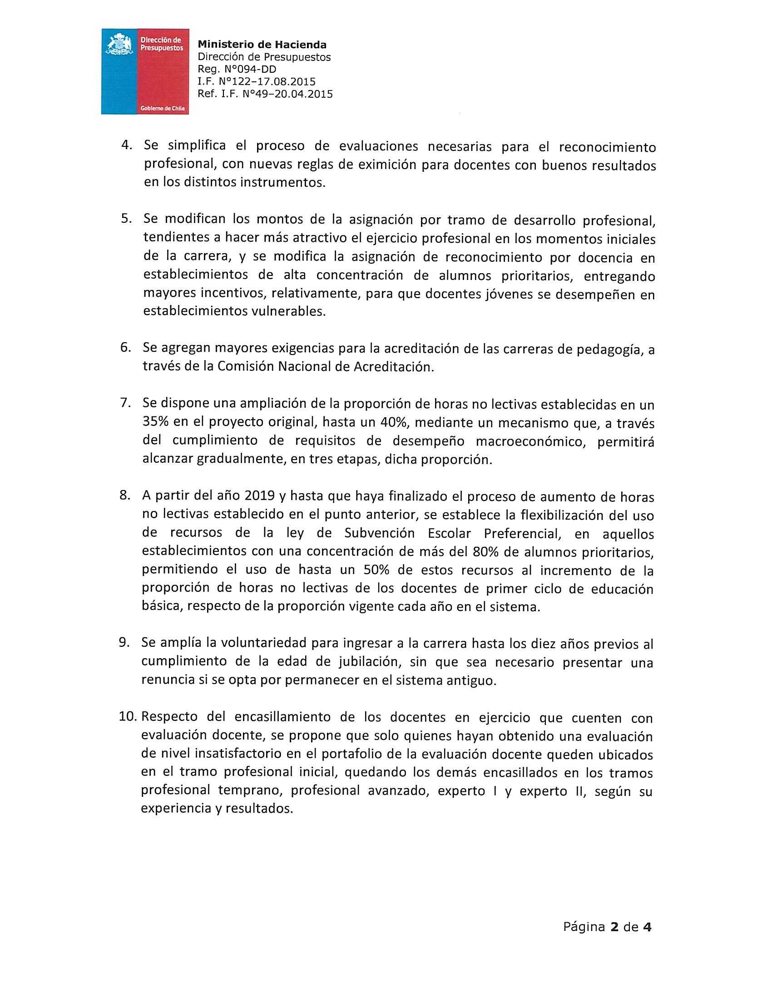 Dirección de
Presupuestos
Gobierno de Chile
Ministerio de Hacienda
Dirección de Presupuestos
Reg. N°094-DD
I.F. N°122–17.08.2015
Ref. I.F. N°49–20.04.2015
4. Se simplifica el proceso de evaluaciones necesarias para el reconocimiento
profesional, con nuevas reglas de eximición para docentes con buenos resultados
en los distintos instrumentos.
5. Se modifican los montos de la asignación por tramo de desarrollo profesional,
tendientes a hacer más atractivo el ejercicio profesional en los momentos iniciales
de la carrera, y se modifica la asignación de reconocimiento por docencia en
establecimientos de alta concentración de alumnos prioritarios, entregando
mayores incentivos, relativamente, para que docentes jóvenes se desempeñen en
establecimientos vulnerables.
6. Se agregan mayores exigencias para la acreditación de las carreras de pedagogía, a
través de la Comisión Nacional de Acreditación.
7. Se dispone una ampliación de la proporción de horas no lectivas establecidas en un
35% en el proyecto original, hasta un 40%, mediante un mecanismo que, a través
del cumplimiento de requisitos de desempeño macroeconómico, permitirá
alcanzar gradualmente, en tres etapas, dicha proporción.
8. A partir del año 2019 y hasta que haya finalizado el proceso de aumento de horas
no lectivas establecido en el punto anterior, se establece la flexibilización del uso
de recursos de la ley de Subvención Escolar Preferencial, en aquellos
establecimientos con una concentración de más del 80% de alumnos prioritarios,
permitiendo el uso de hasta un 50% de estos recursos al incremento de la
proporción de horas no lectivas de los docentes de primer ciclo de educación
básica, respecto de la proporción vigente cada año en el sistema.
9. Se amplía la voluntariedad para ingresar a la carrera hasta los diez años previos al
cumplimiento de la edad de jubilación, sin que sea necesario presentar una
renuncia si se opta por permanecer en el sistema antiguo.
10. Respecto del encasillamiento de los docentes en ejercicio que cuenten con
evaluación docente, se propone que solo quienes hayan obtenido una evaluación
de nivel insatisfactorio en el portafolio de la evaluación docente queden ubicados
en el tramo profesional inicial, quedando los demás encasillados en los tramos
profesional temprano, profesional avanzado, experto I y experto II, según su
experiencia y resultados.
Página 2 de 4